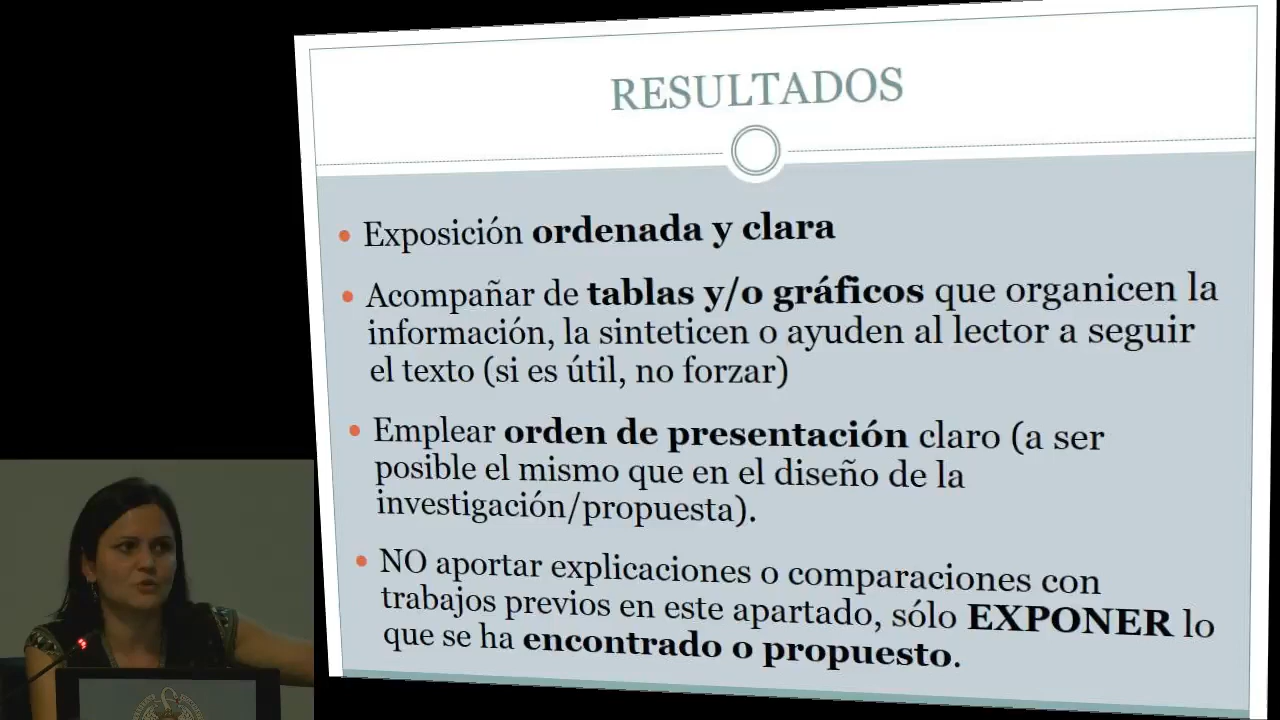 RESULTADOS
• Exposición ordenada y clara
• Acompañar de tablas y/o gráficos que organicen la
información, la sinteticen o ayuden al lector a seguir
el texto (si es útil, no forzar)
• Emplear orden de presentación claro (a ser
posible el mismo que en el diseño de la
investigación/propuesta).
• NO aportar explicaciones o comparaciones con
trabajos previos en este apartado, sólo EXPONER lo
que se ha encontrado o propuesto.